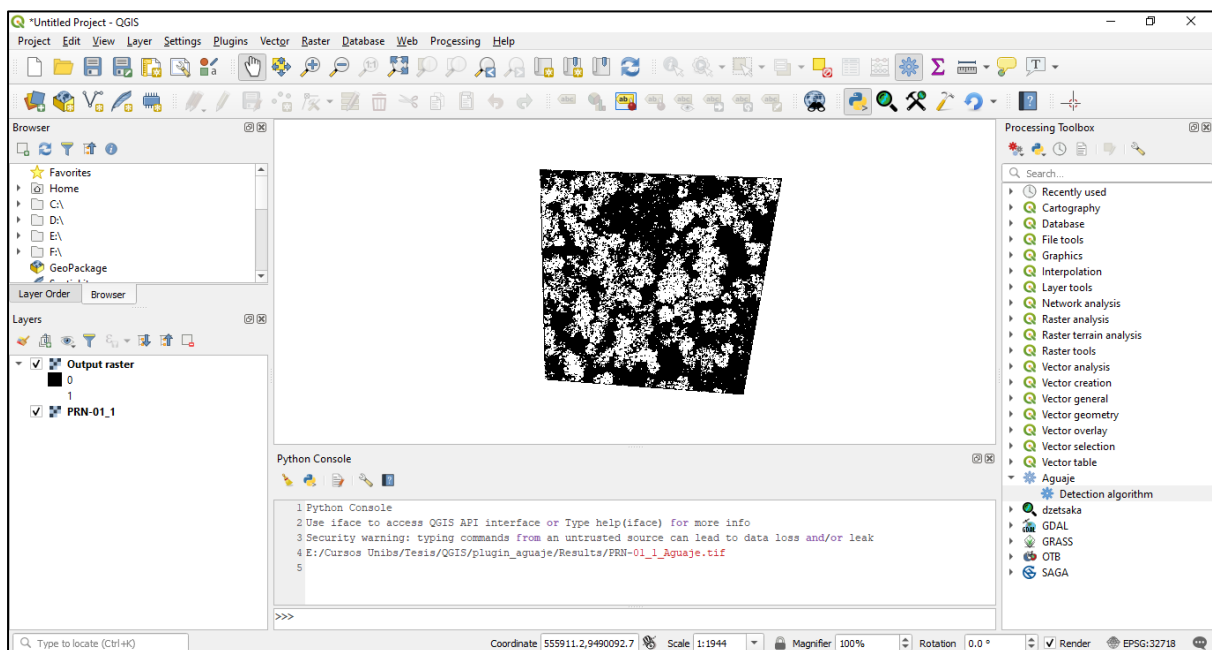 *Untitled Project - QGIS
Project Edit View Layer Settings Plugins Vector Raster Database Web Processing Help
Browser
Favorites
Home
C:\
D:\
E:\
F:\
GeoPackage
Layer Order Browser
Layers
Output raster
0
1
PRN-01_1
Python Console
1 Python Console
2 Use iface to access QGIS API interface or Type help(iface) for more info
3 Security warning: typing commands from an untrusted source can lead to data loss and/or leak
4 E:/Cursos Unibs/Tesis/QGIS/plugin_aguaje/Results/PRN-01_1_Aguaje.tif
5
>>>
Processing Toolbox
Search...
Recently used
Cartography
Database
File tools
Graphics
Interpolation
Layer tools
Network analysis
Raster analysis
Raster terrain analysis
Raster tools
Vector analysis
Vector creation
Vector general
Vector geometry
Vector overlay
Vector selection
Vector table
Aguaje
Detection algorithm
dzetsaka
GDAL
GRASS
OTB
SAGA
Type to locate (Ctrl+K) Coordinate 555911.2,9490092.7 Scale 1:1944 Magnifier 100% Rotation 0.0 ° Render EPSG:32718